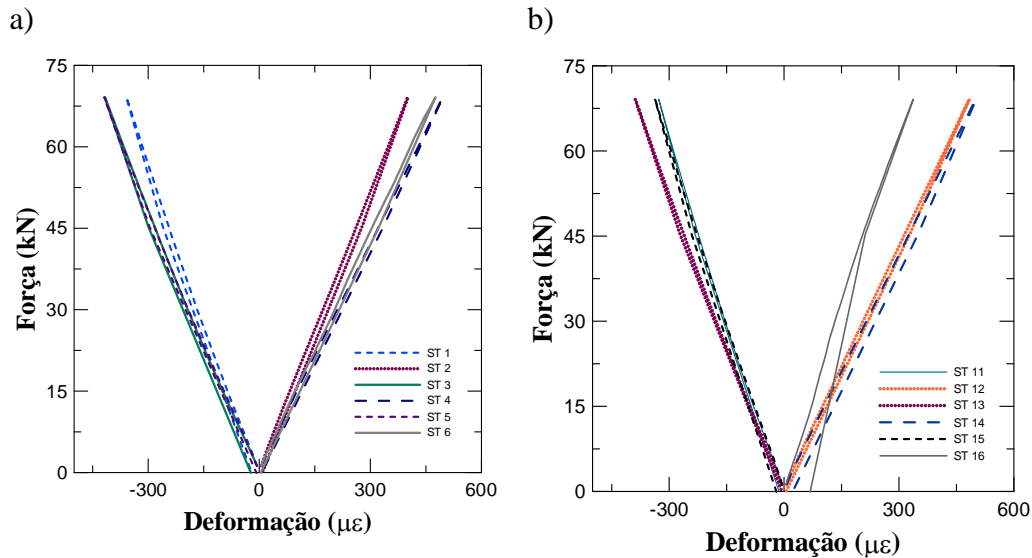 a)
75
60
45
30
15
0
Força (kN)
-300
0
300
600
Deformação (με)
ST 1
ST 2
ST 3
ST 4
ST 5
ST 6
b)
75
60
45
30
15
0
Força (kN)
-300
0
300
600
Deformação (με)
ST 11
ST 12
ST 13
ST 14
ST 15
ST 16